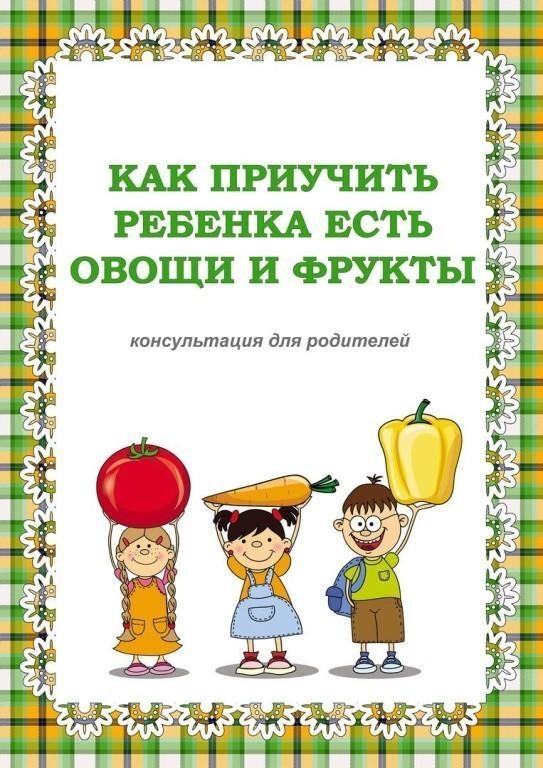 КАК ПРИУЧИТЬ
РЕБЕНКА ЕСТЬ
ОВОЩИ И ФРУКТЫ
консультация для родителей